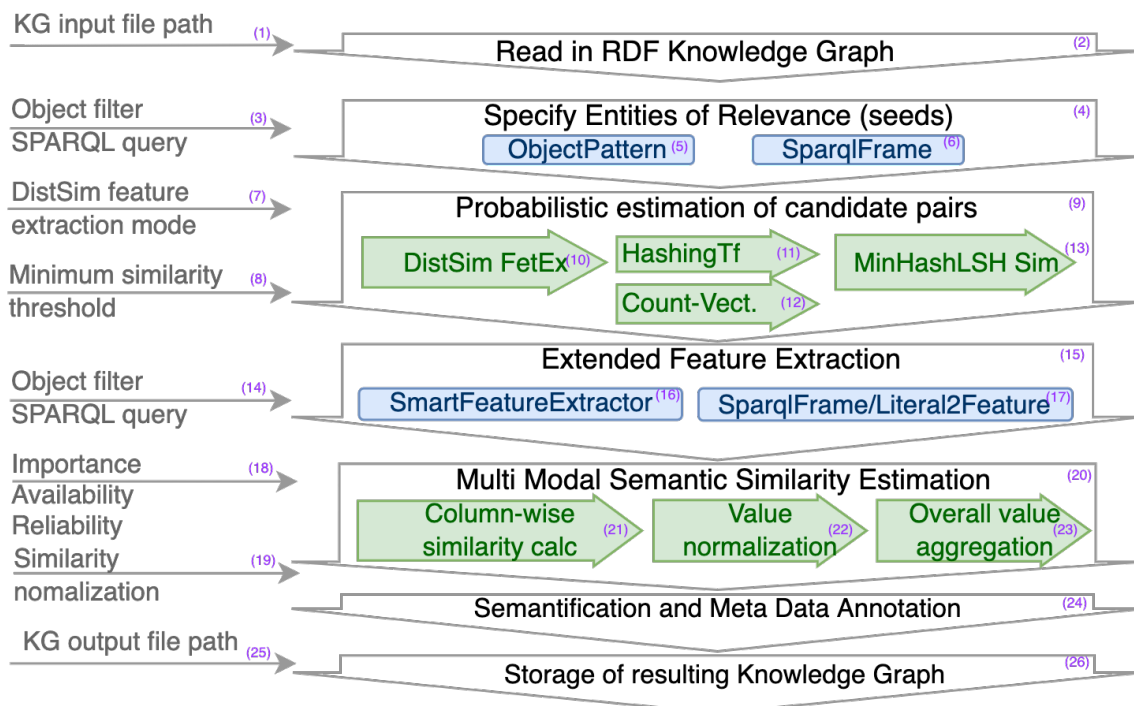 KG input file path
(1)
Read in RDF Knowledge Graph
(2)
Object filter
SPARQL query
(3)
Specify Entities of Relevance (seeds)
(4)
ObjectPattern
(5)
SparqlFrame
(6)
DistSim feature
extraction mode
(7)
Minimum similarity
threshold
(8)
Probabilistic estimation of candidate pairs
(9)
DistSim FetEx
(10)
HashingTf
(11)
Count-Vect.
(12)
MinHashLSH Sim
(13)
Object filter
SPARQL query
(14)
Extended Feature Extraction
(15)
SmartFeatureExtractor
(16)
SparqlFrame/Literal2Feature
(17)
Importance
Availability
Reliability
(18)
Similarity
nomalization
(19)
Multi Modal Semantic Similarity Estimation
(20)
Column-wise
similarity calc
(21)
Value
normalization
(22)
Overall value
aggregation
(23)
Semantification and Meta Data Annotation
(24)
KG output file path
(25)
Storage of resulting Knowledge Graph
(26)